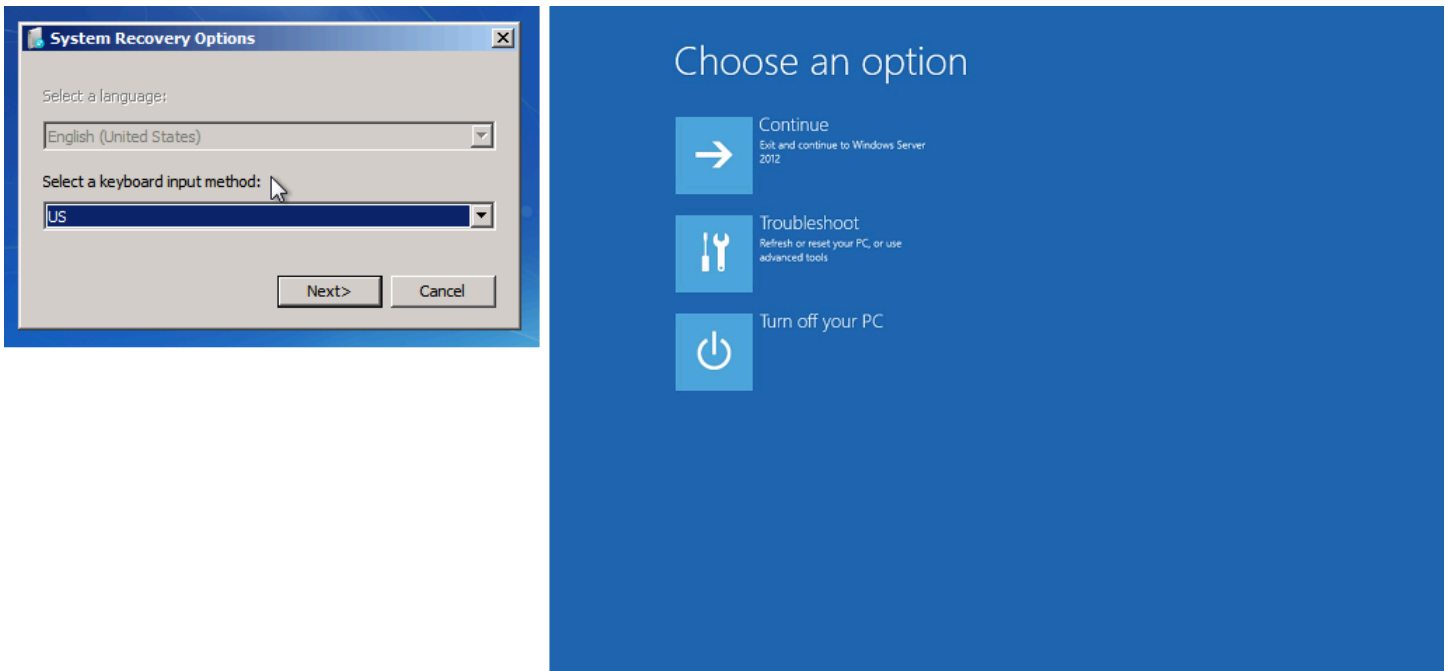 System Recovery Options
Select a language:
English (United States)
Select a keyboard input method:
US
Next>
Cancel
Choose an option
Continue
Exit and continue to Windows Server
2012
Troubleshoot
Refresh or reset your PC, or use
advanced tools
Turn off your PC